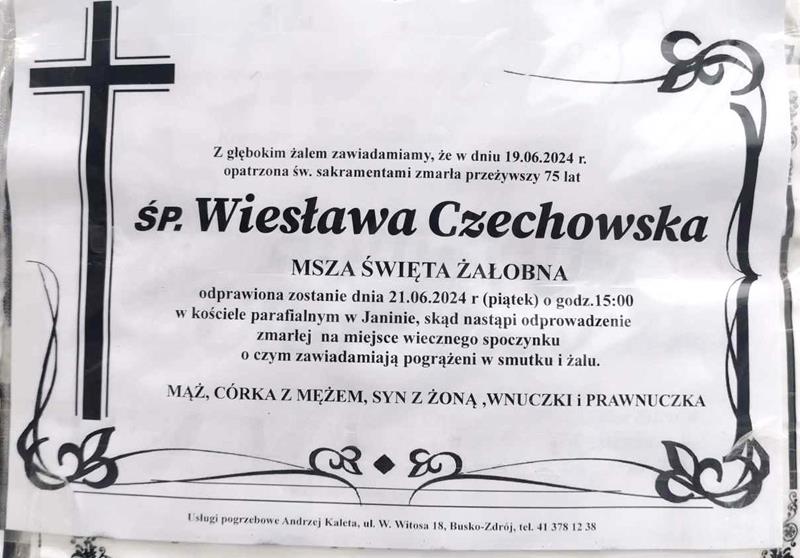 Z głębokim żalem zawiadamiamy, że w dniu 19.06.2024 r.
opatrzona św. sakramentami zmarła przeżywszy 75 lat
ŚP. Wiesława Czechowska
MSZA ŚWIĘTA ŻAŁOBNA
odprawiona zostanie dnia 21.06.2024 r (piątek) o godz.15:00
w kościele parafialnym w Janinie, skąd nastąpi odprowadzenie
zmarłej na miejsce wiecznego spoczynku
o czym zawiadamiają pogrążeni w smutku i żalu.
MĄŻ, CÓRKA Z MĘŻEM, SYN Z ŻONĄ ,WNUCZKI i PRAWNUCZKA
Usługi pogrzebowe Andrzej Kaleta, ul. W. Witosa 18, Busko-Zdrój, tel. 41 378 12 38